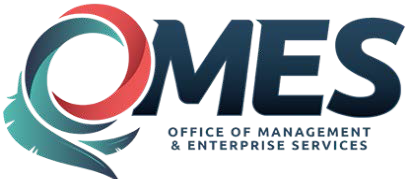 OMES
OFFICE OF MANAGEMENT
& ENTERPRISE SERVICES